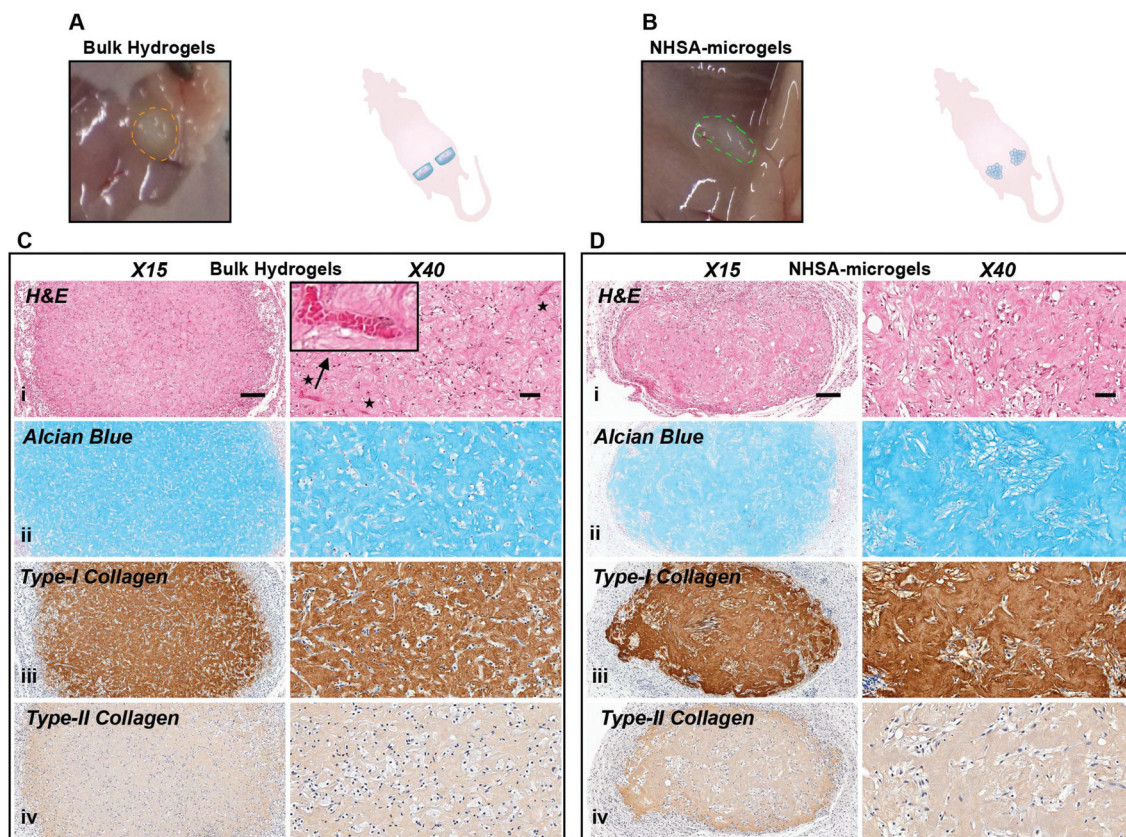 A
Bulk Hydrogels
B
NHSA-microgels
C
X15 Bulk Hydrogels X40
H&E
i
Alcian Blue
ii
Type-I Collagen
iii
Type-II Collagen
iv
D
X15 NHSA-microgels X40
H&E
i
Alcian Blue
ii
Type-I Collagen
iii
Type-II Collagen
iv